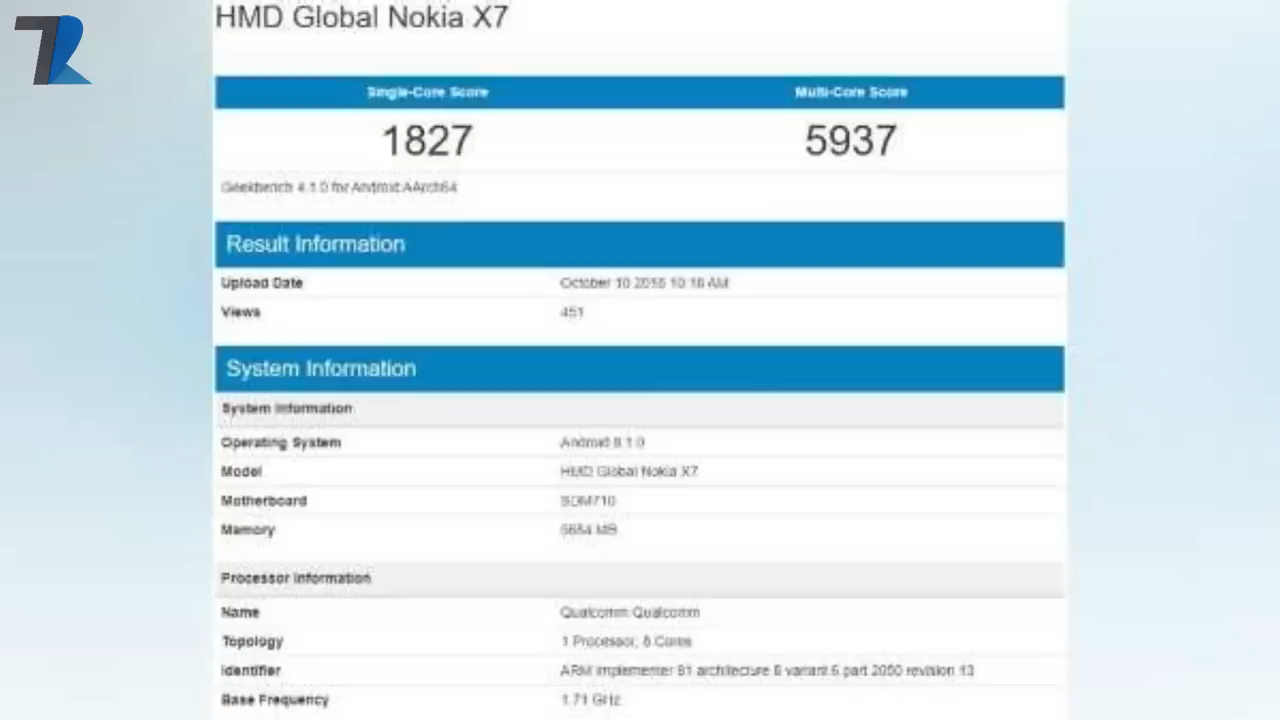 HMD Global Nokia X7
Single-Core Score Multi-Core Score
1827 5937
Geekbench 4.1.0 for Android AArch64
Result Information
Upload Date October 10 2018 10:16 AM
Views 451
System Information
System Information
Operating System Android 8.1.0
Model HMD Global Nokia X7
Motherboard SDM710
Memory MB
Processor Information
Name Qualcomm Qualcomm
Topology 1 Processor, 8 Cores
Identifier ARM implementer 81 architecture 8 variant 6 part 2050 revision 13
Base Frequency 1.71 GHz